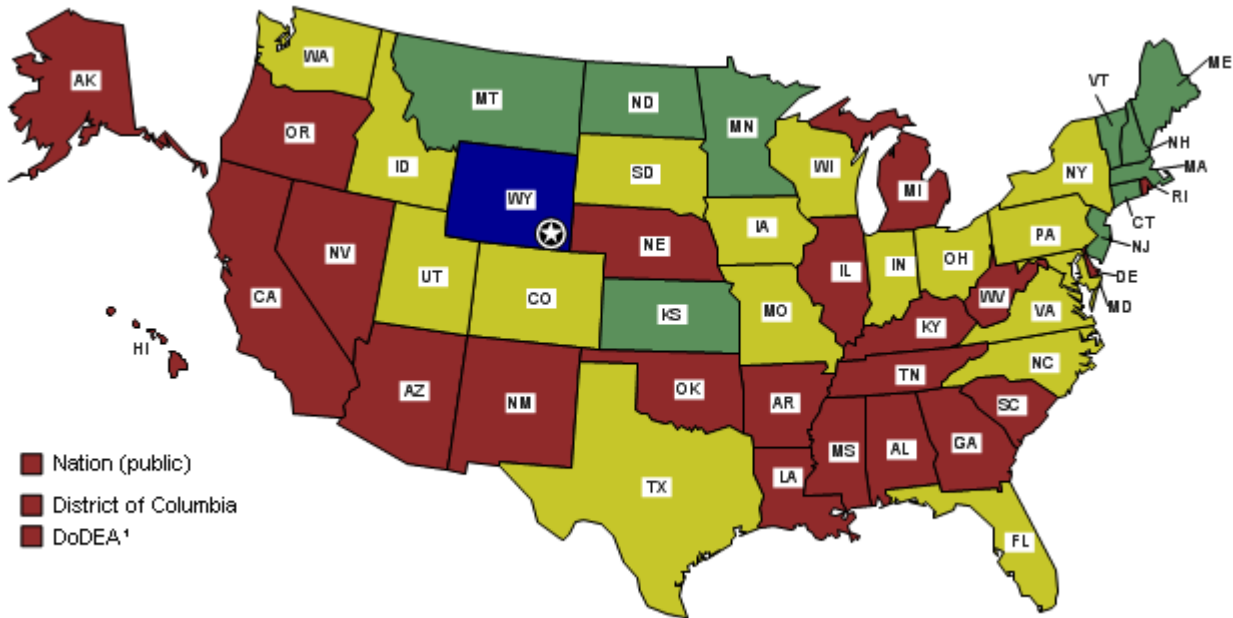 ME
VT
WA
AK
MT
ND
MN
OR
NH
MA
ID
SD
WI
NY
MI
RI
WY
CT
IA
PA
NE
NJ
NV
IL
IN
OH
UT
DE
CA
CO
WV
MO
VA
MD
KS
KY
HI
NC
AZ
NM
OK
TN
AR
SC
MS
AL
GA
Nation (public)
LA
TX
District of Columbia
DoDEA¹
FL